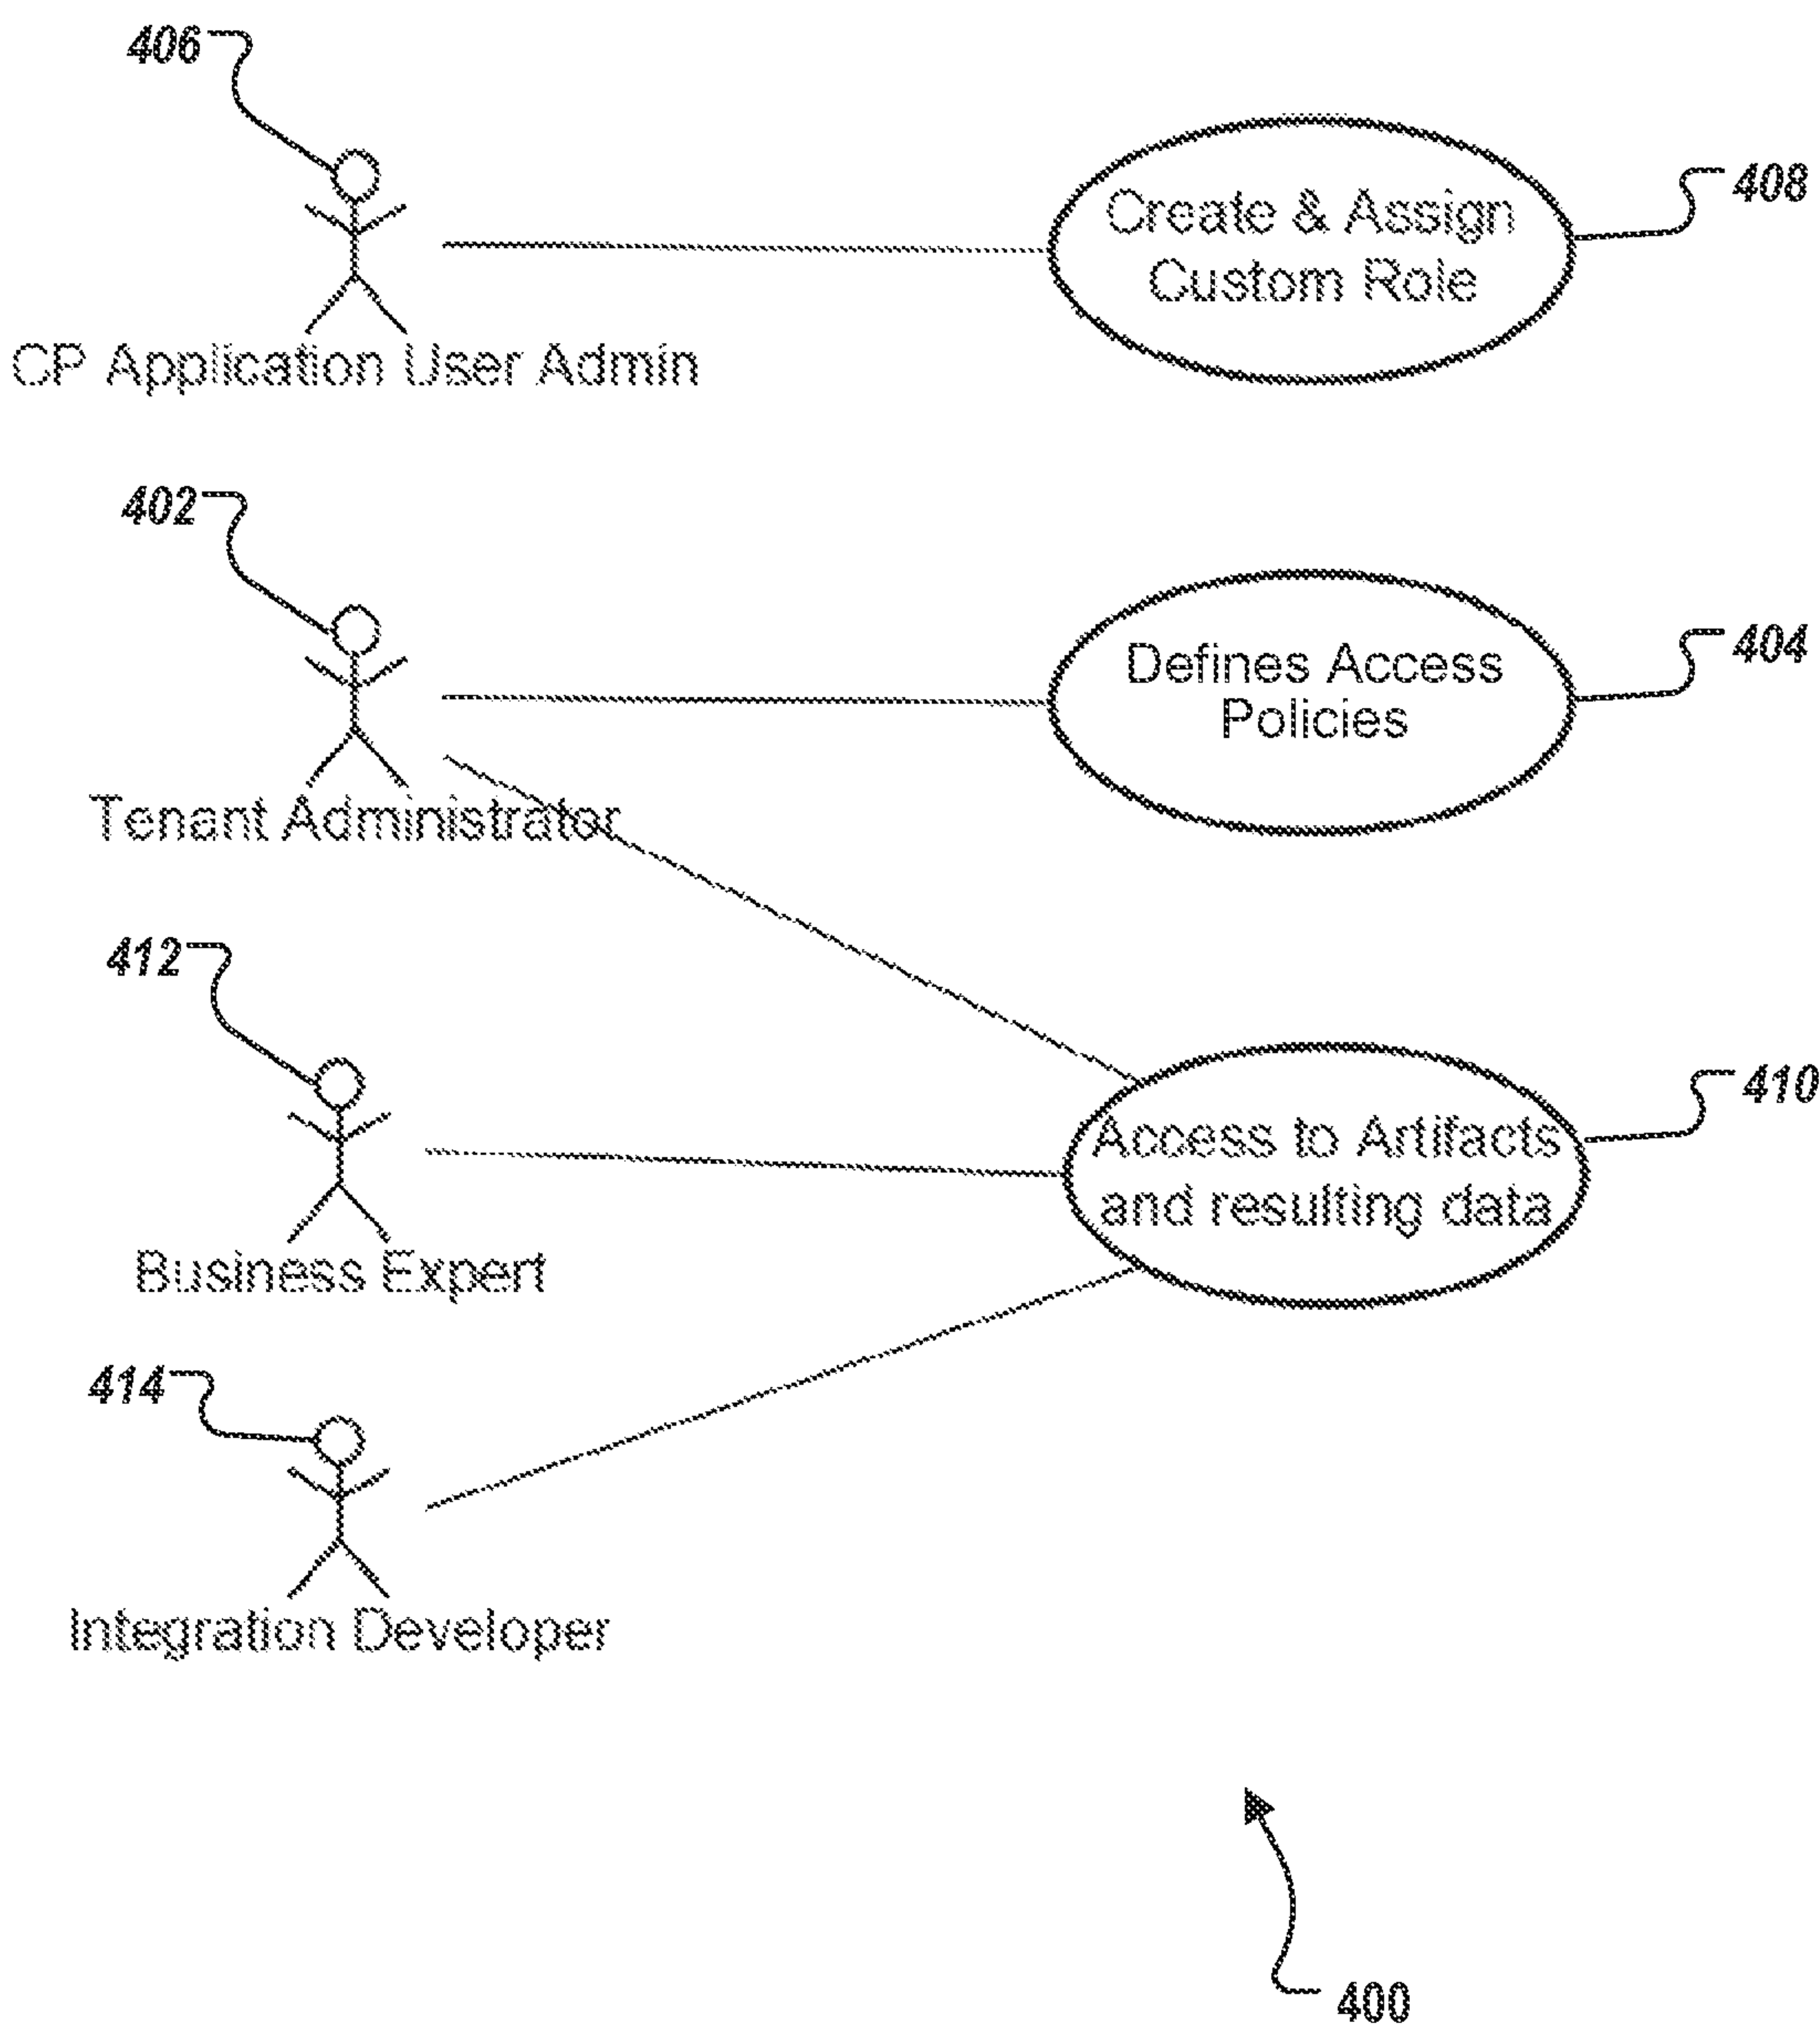 406
408
Create & Assign
Custom Role
CP Application User Admin
402
404
Defines Access
Policies
Tenant Administrator
412
410
Access to Artifacts
and resulting data
Business Expert
414
Integration Developer
400